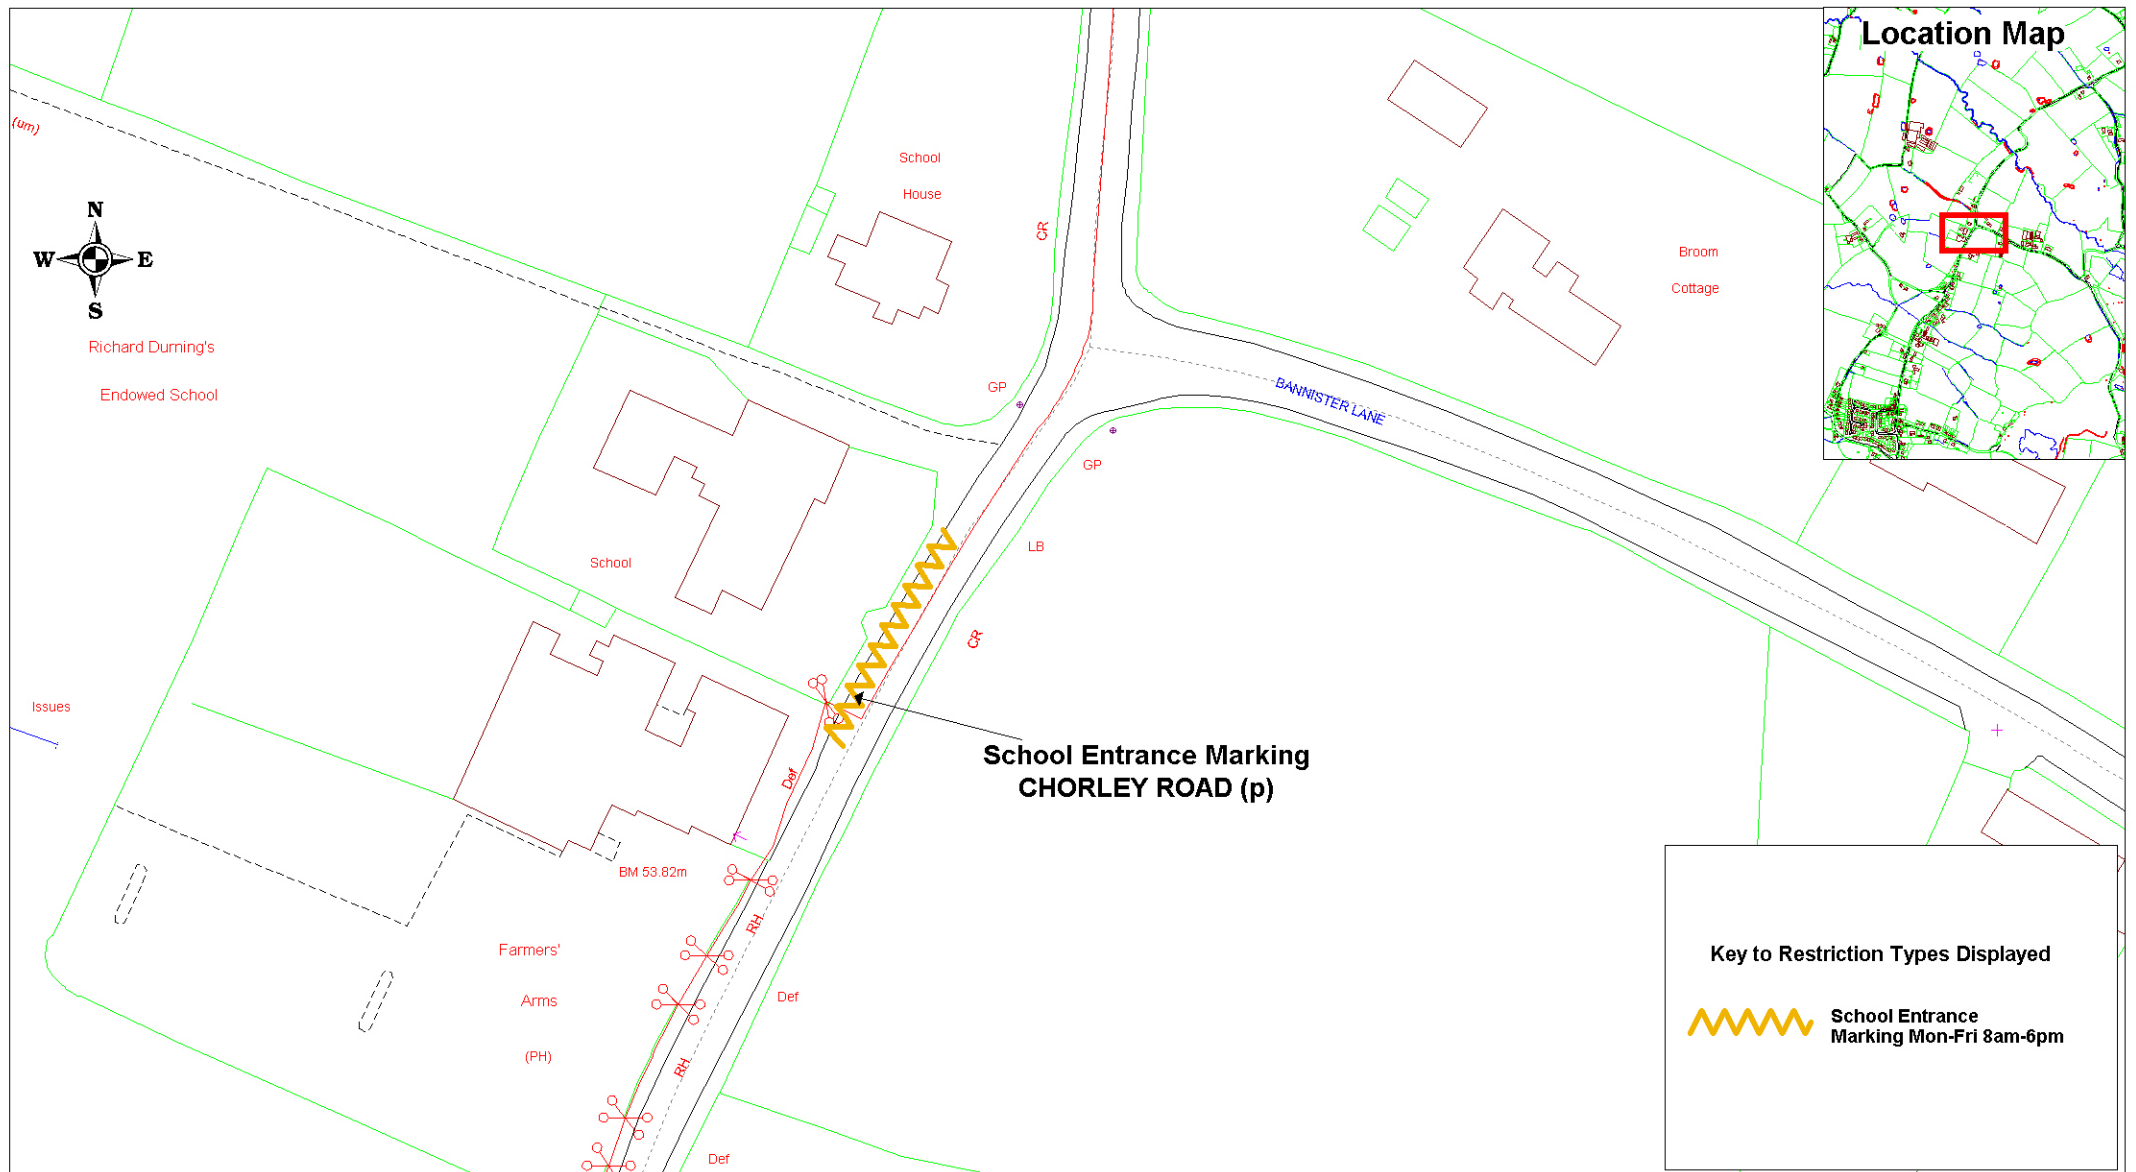 Location Map
(um)
School
House
CR
N
W E
S
Broom
Cottage
Richard Durning's
Endowed School
GP
BANNISTER LANE
GP
LB
School
CR
Issues
School Entrance Marking
CHORLEY ROAD (p)
Def
BM 53.82m
RH
Farmers'
Arms
(PH)
Def
RH
Def
Key to Restriction Types Displayed
School Entrance
Marking Mon-Fri 8am-6pm